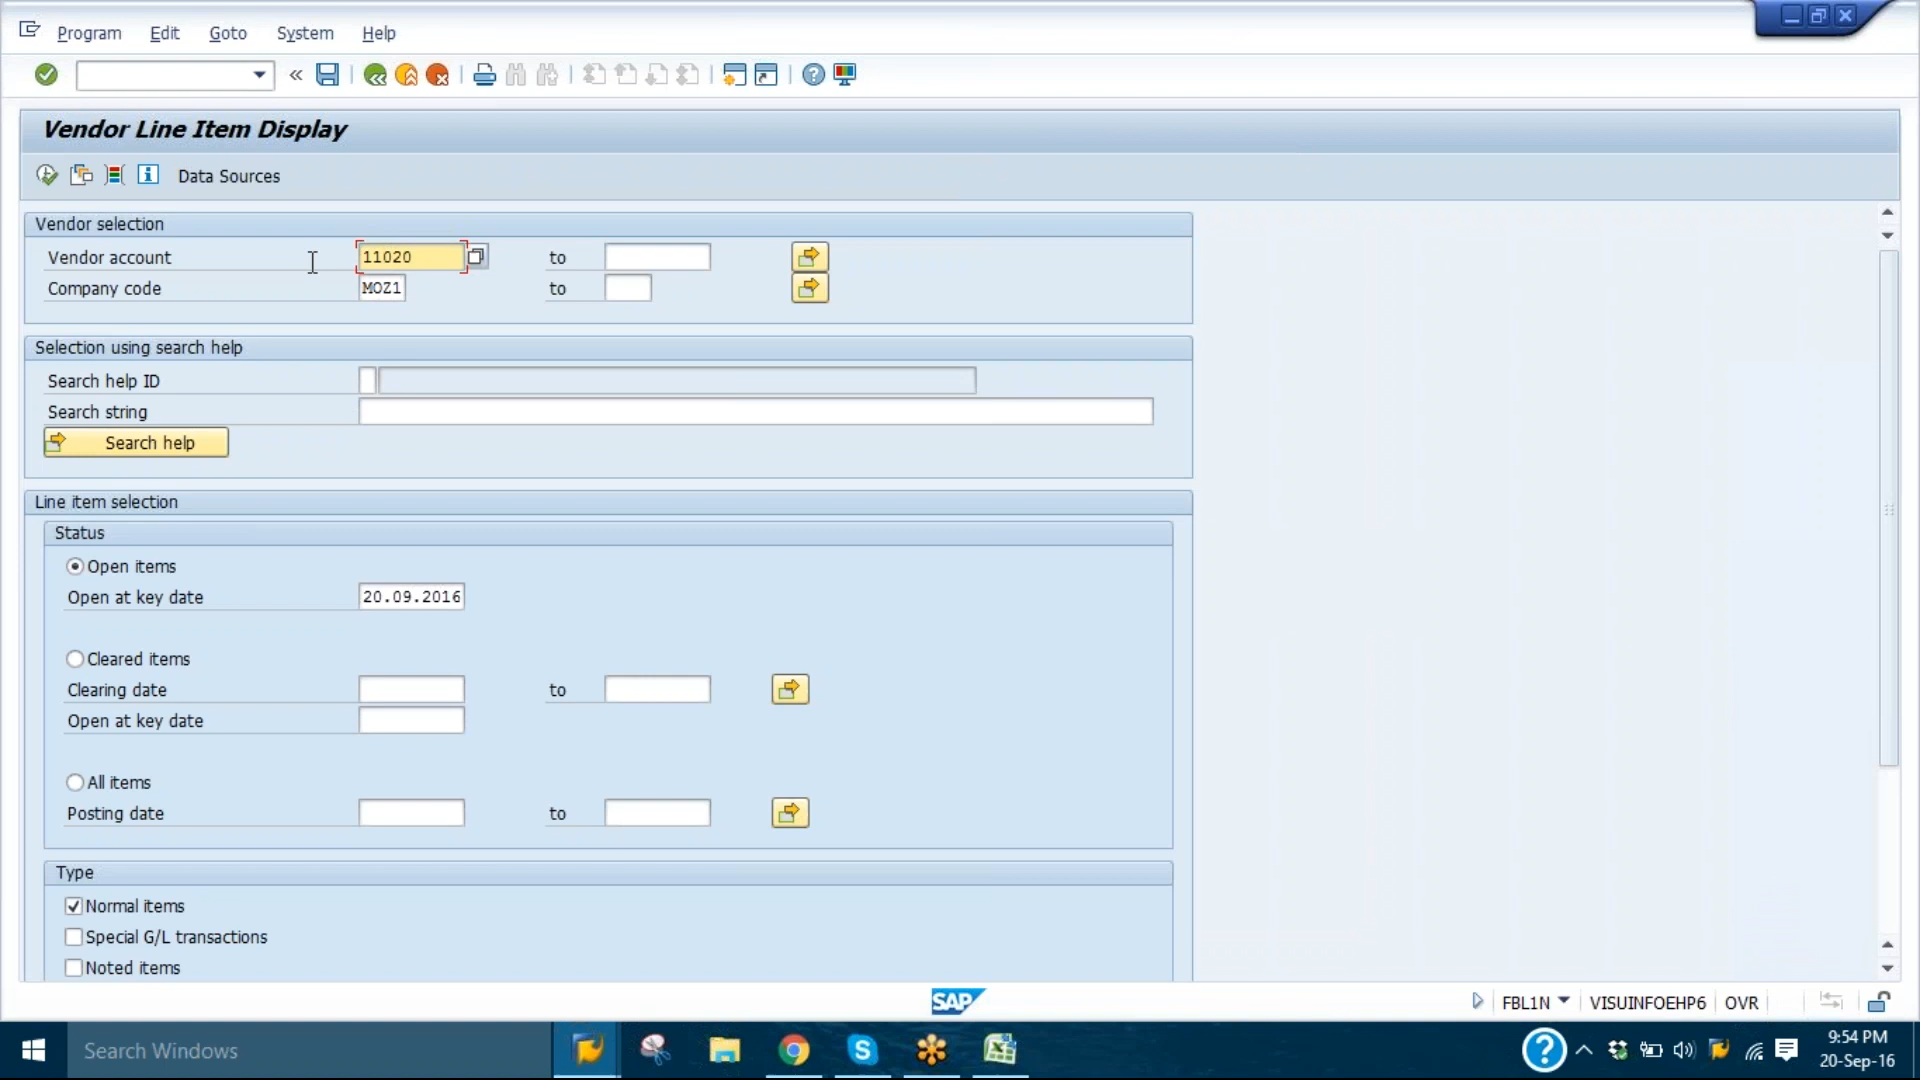 Program Edit Goto System Help
Vendor Line Item Display
Data Sources
Vendor selection
Vendor account 11020 to
Company code MOZ1 to
Selection using search help
Search help ID
Search string
Search help
Line item selection
Status
Open items
Open at key date 20.09.2016
Cleared items
Clearing date to
Open at key date
All items
Posting date to
Type
Normal items
Special G/L transactions
Noted items
SAP
FBL1N VISUINFOEHP6 OVR
Search Windows
9:54 PM
20-Sep-16